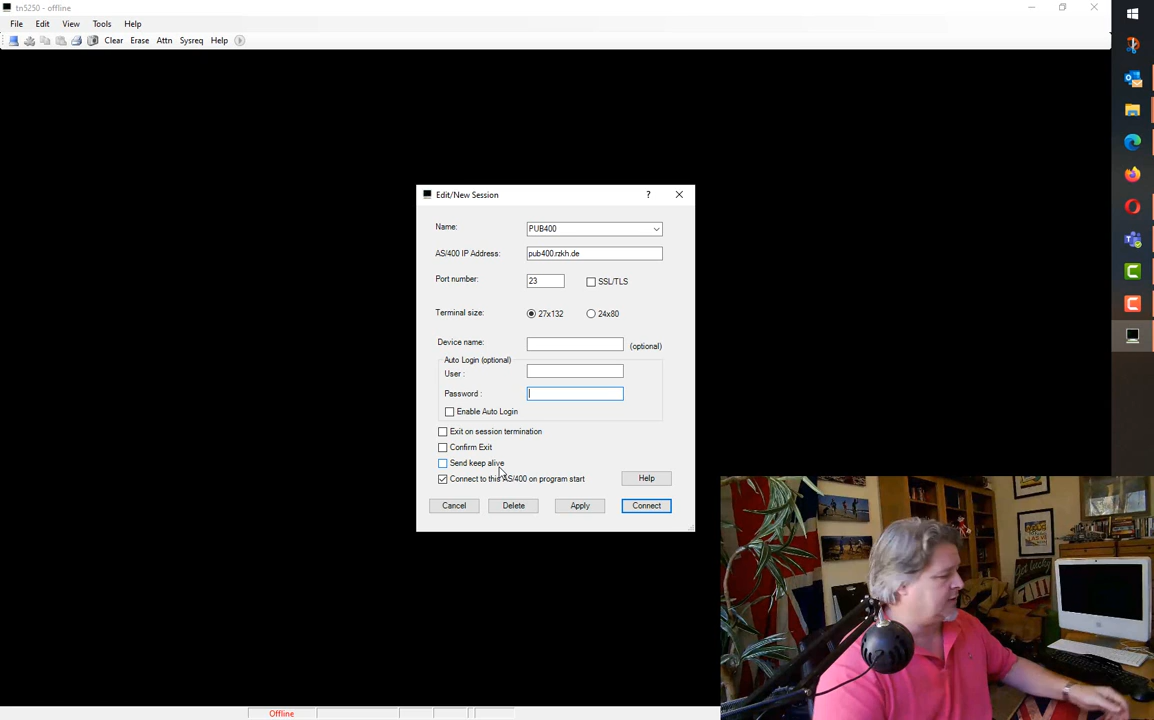 tn5250 - offline
File Edit View Tools Help
Clear Erase Attn Sysreq Help
Edit/New Session
?
Name: PUB400
AS/400 IP Address: pub400.rzkh.de
Port number: 23 SSL/TLS
Terminal size: 27x132 24x80
Device name: (optional)
Auto Login (optional)
User :
Password :
Enable Auto Login
Exit on session termination
Confirm Exit
Send keep alive
Connect to this AS/400 on program start
Help
Cancel Delete Apply Connect
Offline
get lucky
711